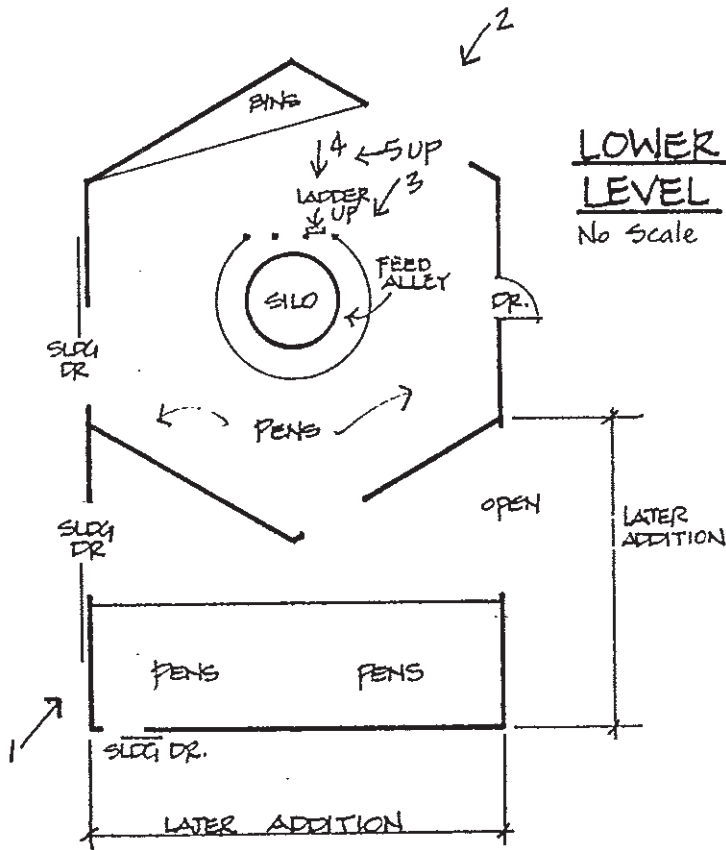 2
BINS
LOWER
LEVEL
No Scale
4 5 UP
3
LADDER
UP
FEED
ALLEY
SILO
DR.
SLDG
DR
PENS
SLDG
DR
OPEN
LATER
ADDITION
PENS PENS
1
SLDG DR.
LATER ADDITION